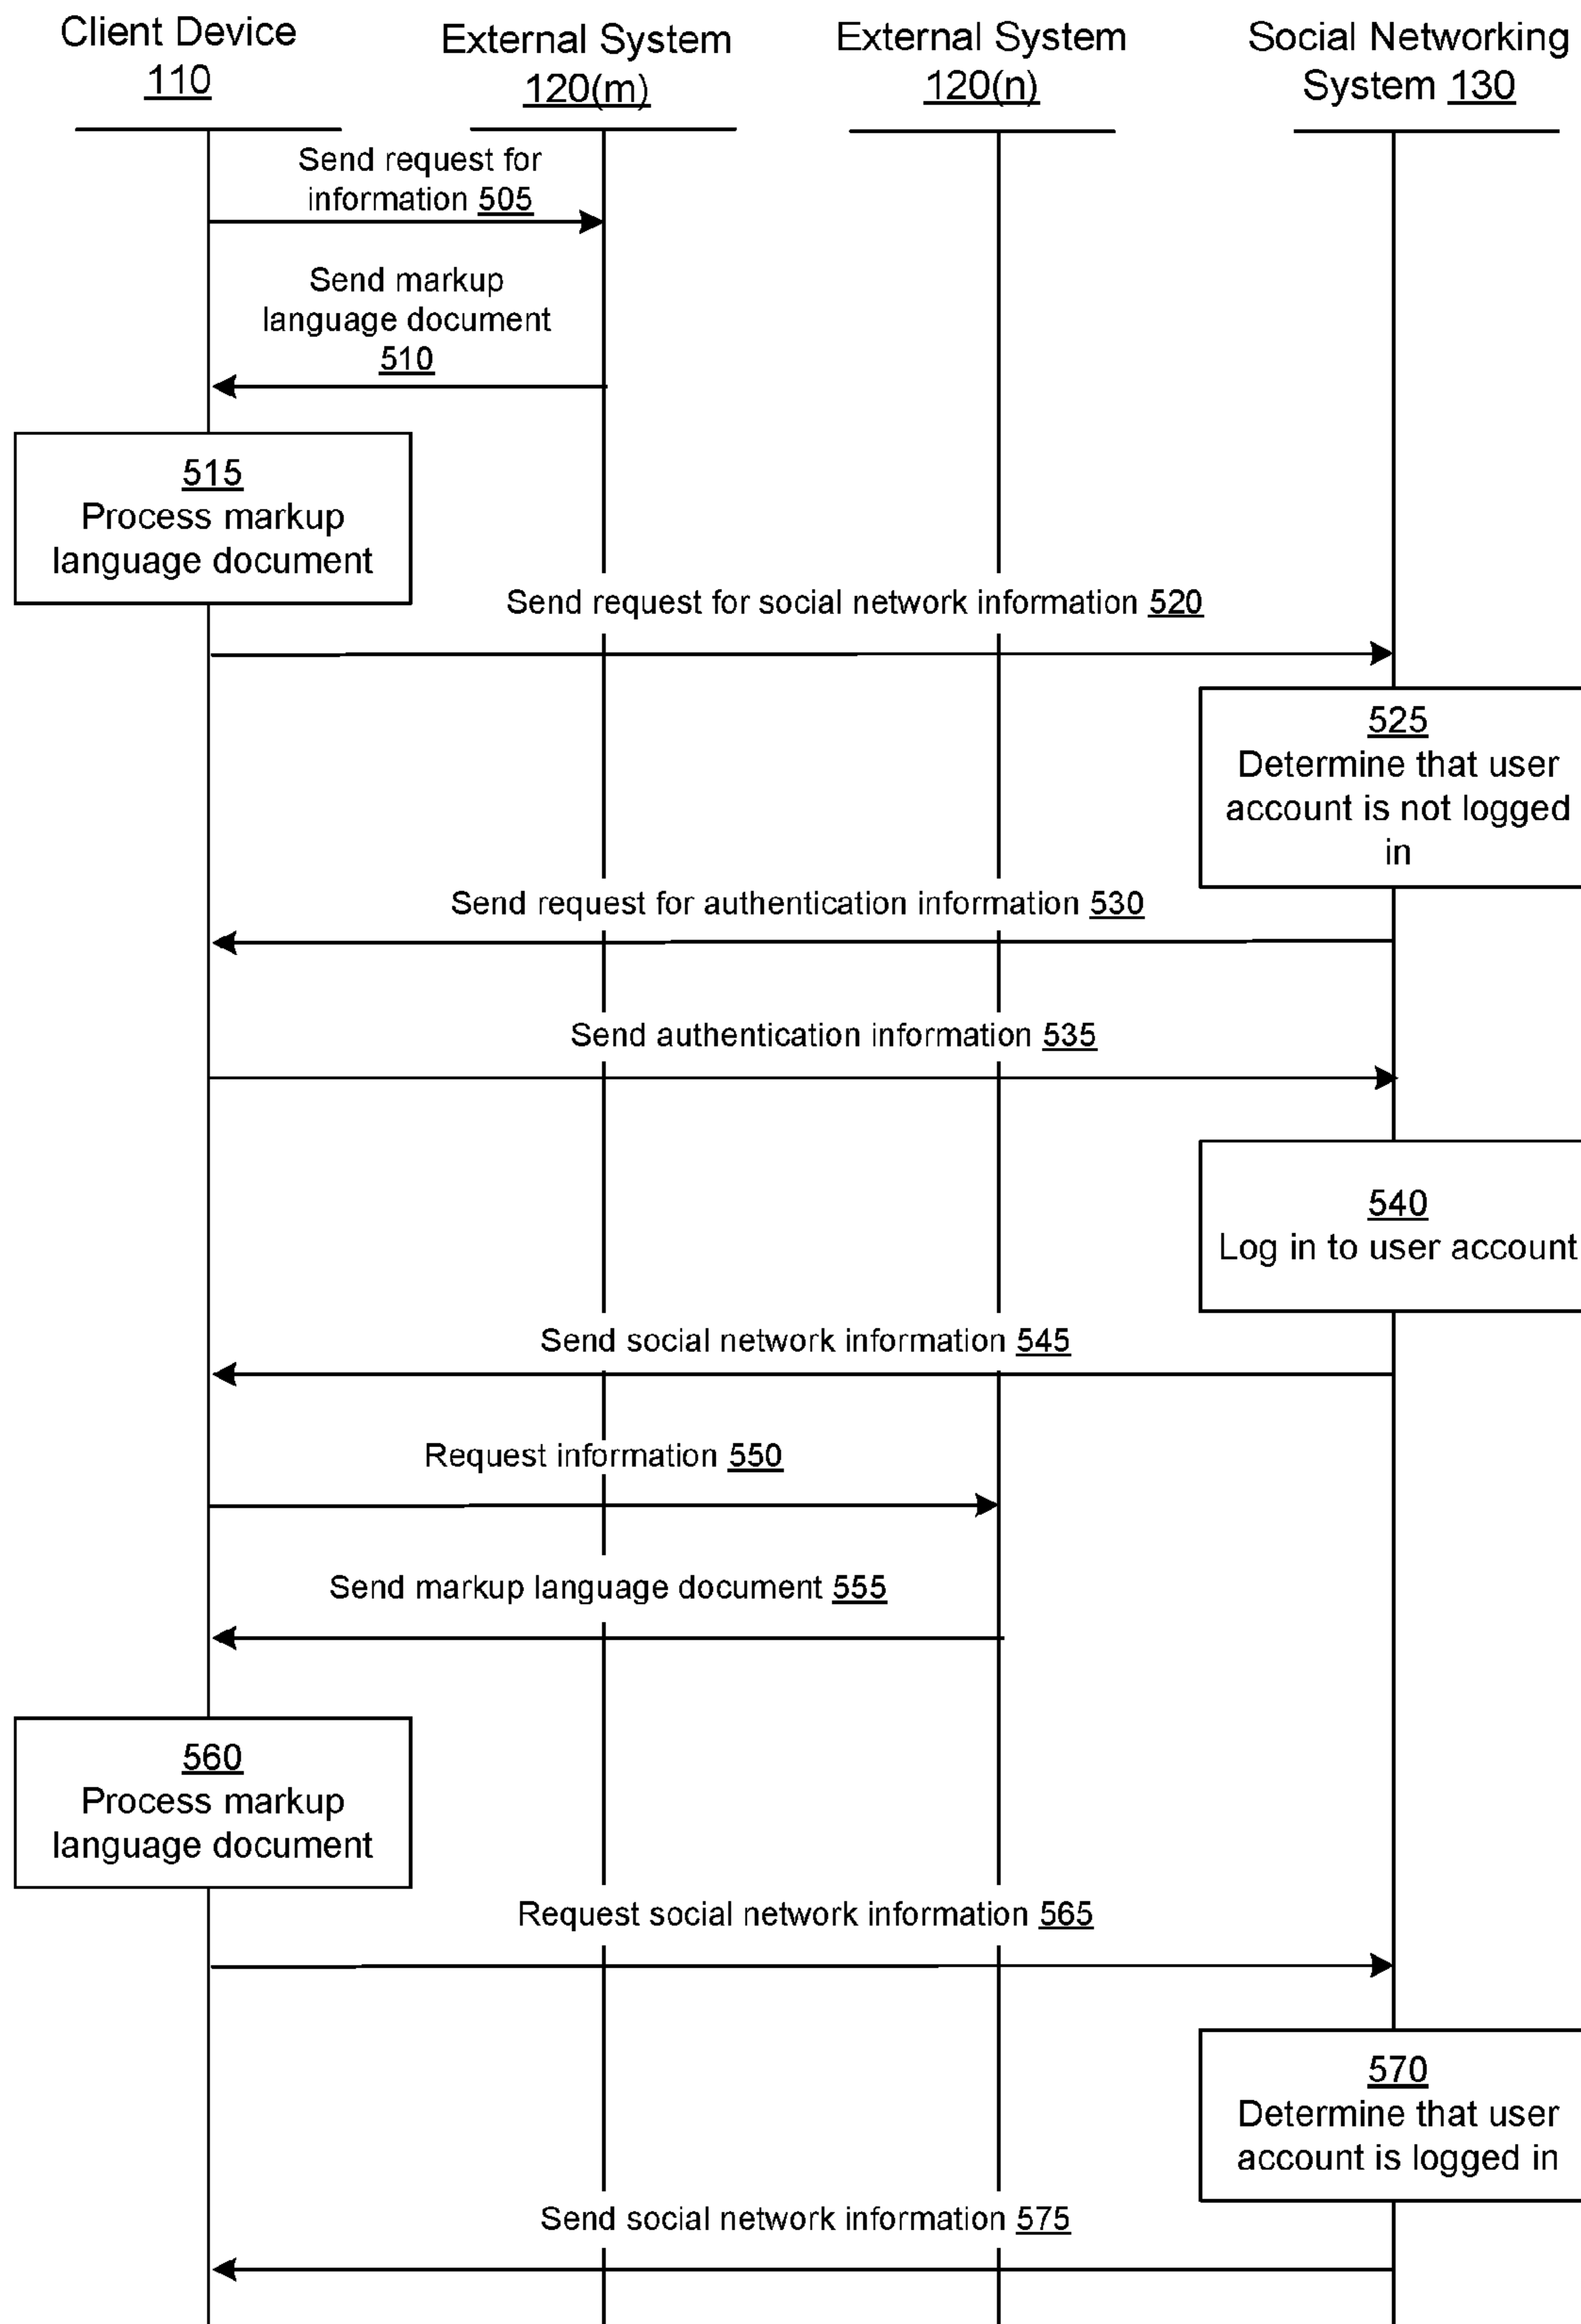 Client Device
110
External System
120(m)
External System
120(n)
Social Networking
System 130
Send request for
information 505
Send markup
language document
510
515
Process markup
language document
Send request for social network information 520
525
Determine that user
account is not logged
in
Send request for authentication information 530
Send authentication information 535
540
Log in to user account
Send social network information 545
Request information 550
Send markup language document 555
560
Process markup
language document
Request social network information 565
570
Determine that user
account is logged in
Send social network information 575